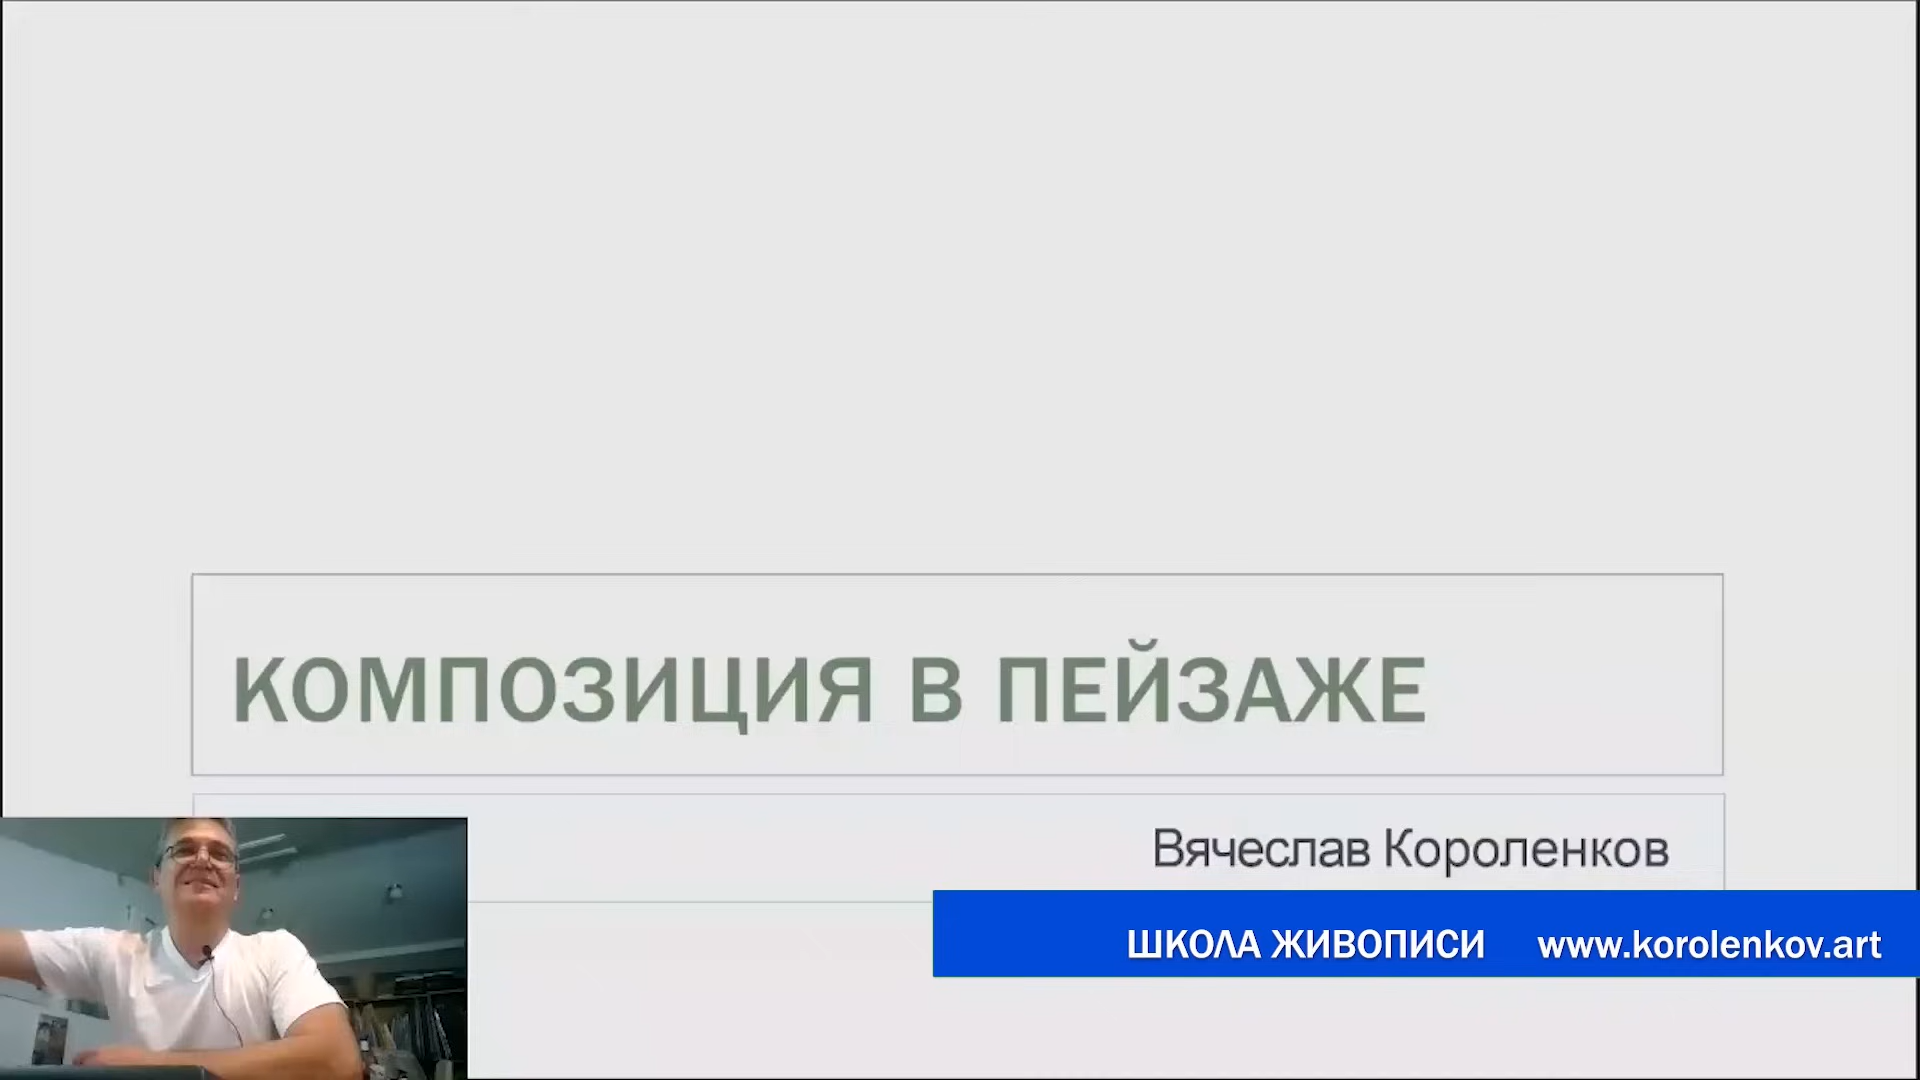 КОМПОЗИЦИЯ В ПЕЙЗАЖЕ
Вячеслав Короленков
ШКОЛА ЖИВОПИСИ www.korolenkov.art